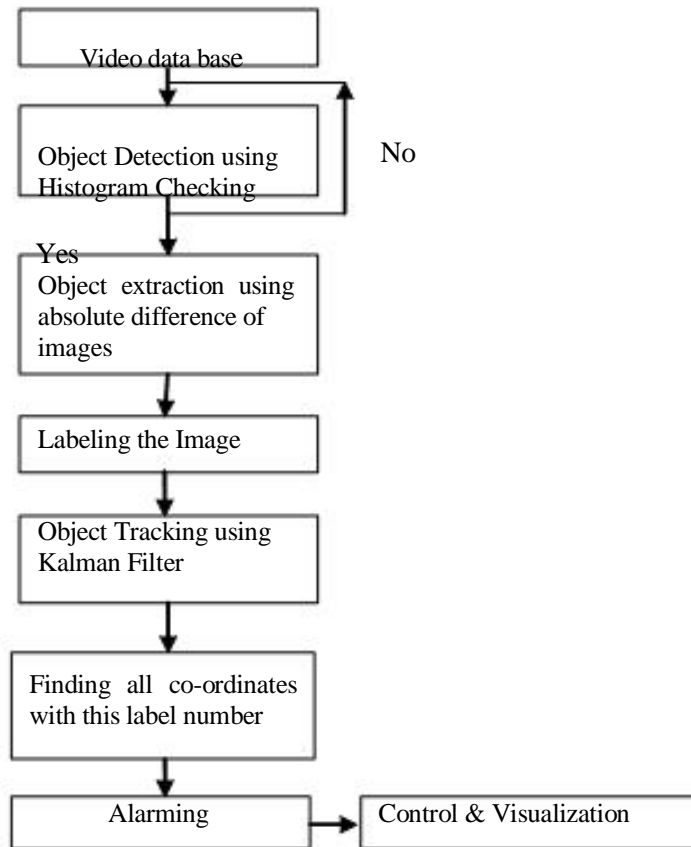 Video data base
Object Detection using
Histogram Checking
No
Yes
Object extraction using
absolute difference of
images
Labeling the Image
Object Tracking using
Kalman Filter
Finding all co-ordinates
with this label number
Alarming
Control & Visualization